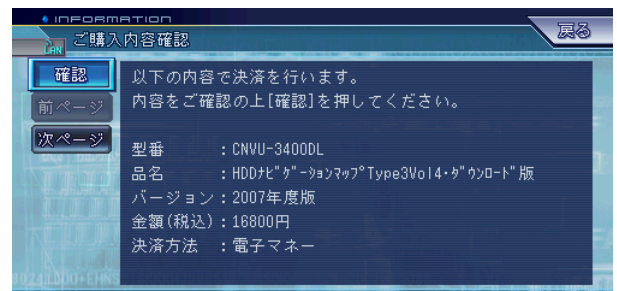 INFORMATION
LAN ご購入内容確認
戻る
確認
前ページ
次ページ
以下の内容で決済を行います。
内容をご確認の上[確認]を押してください。
型番 :CNVU-3400DL
品名 :HDDﾅﾋﾞｹﾞｰｼｮﾝﾏｯﾌﾟType3Vol4・ﾀﾞｳﾝﾛｰﾄﾞ版
バージョン:2007年度版
金額(税込):16800円
決済方法 :電子マネー